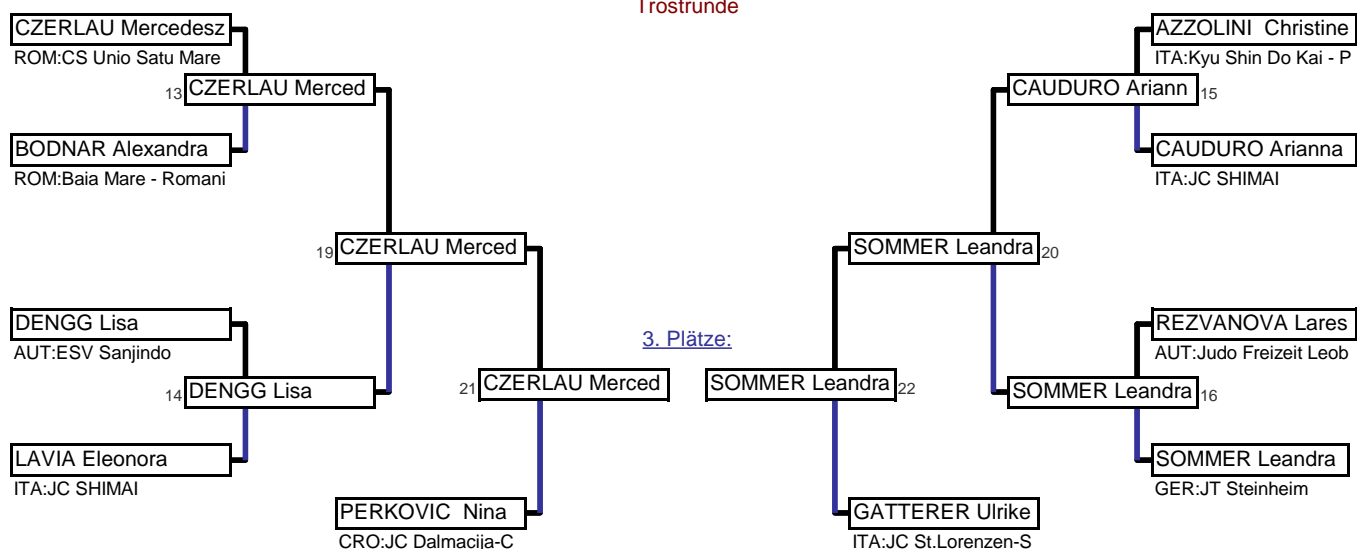 Trostrunde
CZERLAU Mercedesz
ROM:CS Unio Satu Mare
13 CZERLAU Merced
BODNAR Alexandra
ROM:Baia Mare - Romani
19 CZERLAU Merced
DENGG Lisa
AUT:ESV Sanjindo
14 DENGG Lisa
LAVIA Eleonora
ITA:JC SHIMAI
21 CZERLAU Merced
PERKOVIC Nina
CRO:JC Dalmacija-C
3. Plätze:
AZZOLINI Christine
ITA:Kyu Shin Do Kai - P
CAUDURO Ariann 15
CAUDURO Arianna
ITA:JC SHIMAI
SOMMER Leandra 20
REZVANOVA Lares
AUT:Judo Freizeit Leob
SOMMER Leandra 16
SOMMER Leandra
GER:JT Steinheim
SOMMER Leandra 22
GATTERER Ulrike
ITA:JC St.Lorenzen-S